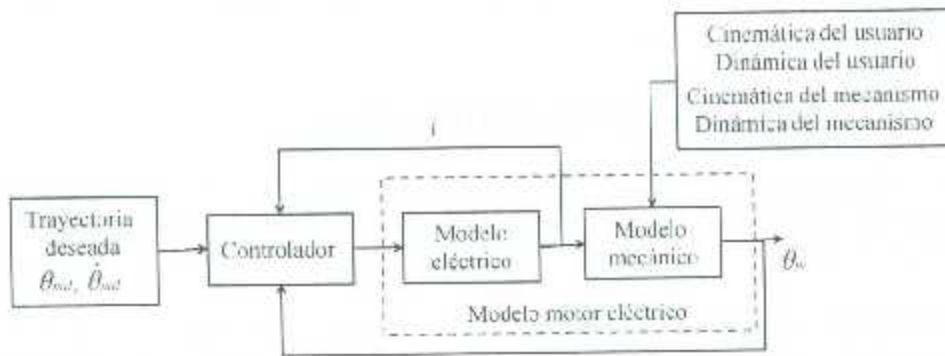 Cinemática del usuario
Dinámica del usuario
Cinemática del mecanismo
Dinámica del mecanismo
i
Trayectoria
deseada
θmd, θ̇md
Controlador
Modelo
eléctrico
Modelo
mecánico
θm
Modelo motor eléctrico